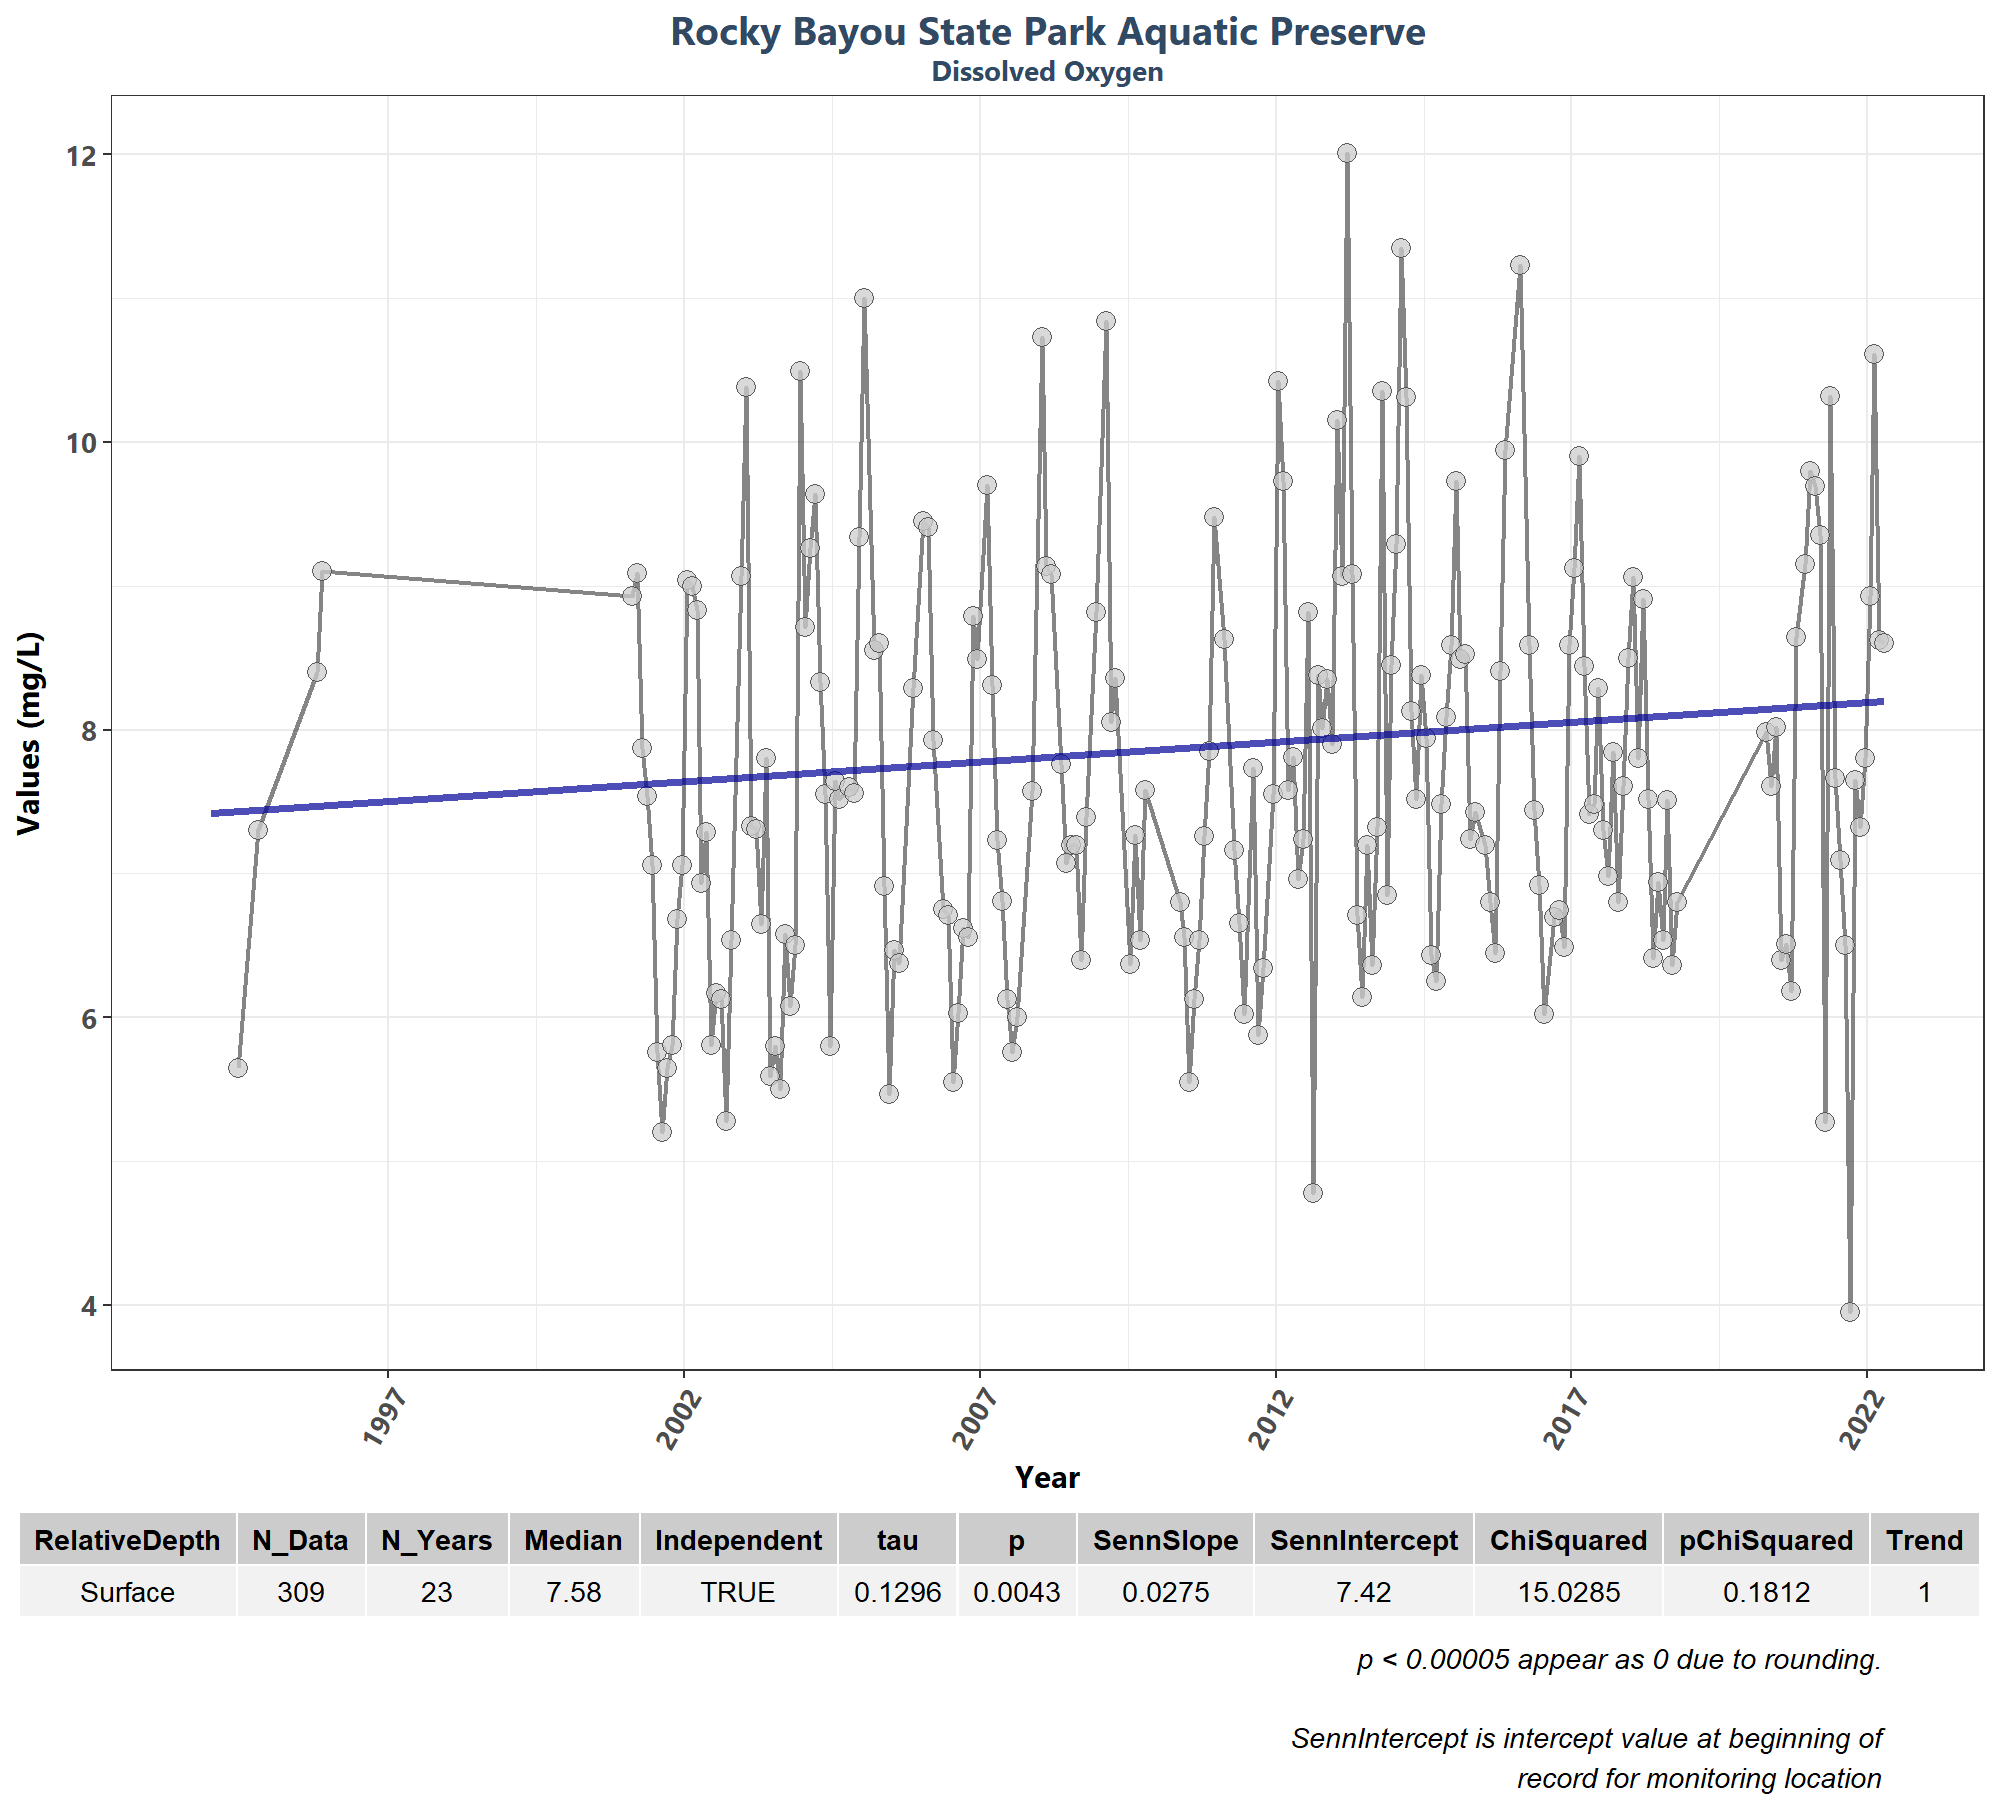 Rocky Bayou State Park Aquatic Preserve
Dissolved Oxygen
Values (mg/L)
12
10
8
6
4
1997 2002 2007 2012 2017 2022
Year
RelativeDepth N_Data N_Years Median Independent tau p SennSlope SennIntercept ChiSquared pChiSquared Trend
Surface 309 23 7.58 TRUE 0.1296 0.0043 0.0275 7.42 15.0285 0.1812 1
p < 0.00005 appear as 0 due to rounding.
SennIntercept is intercept value at beginning of
record for monitoring location